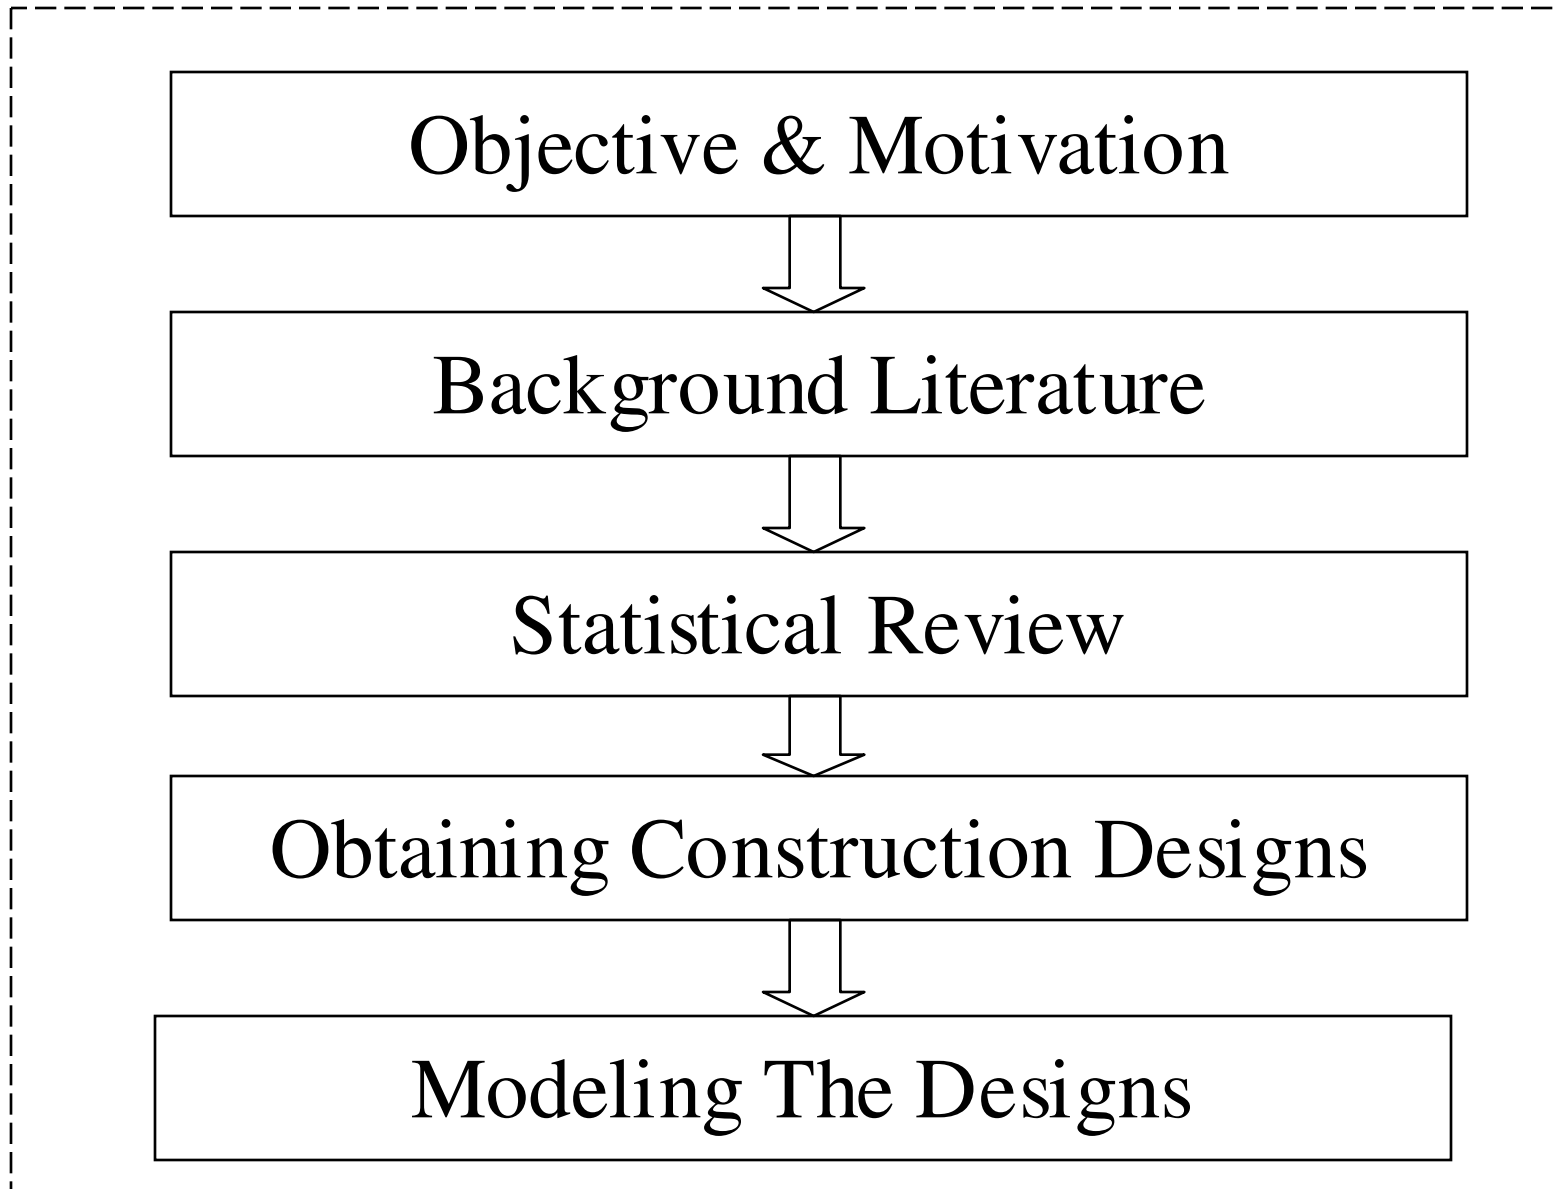 Objective & Motivation
Background Literature
Statistical Review
Obtaining Construction Designs
Modeling The Designs